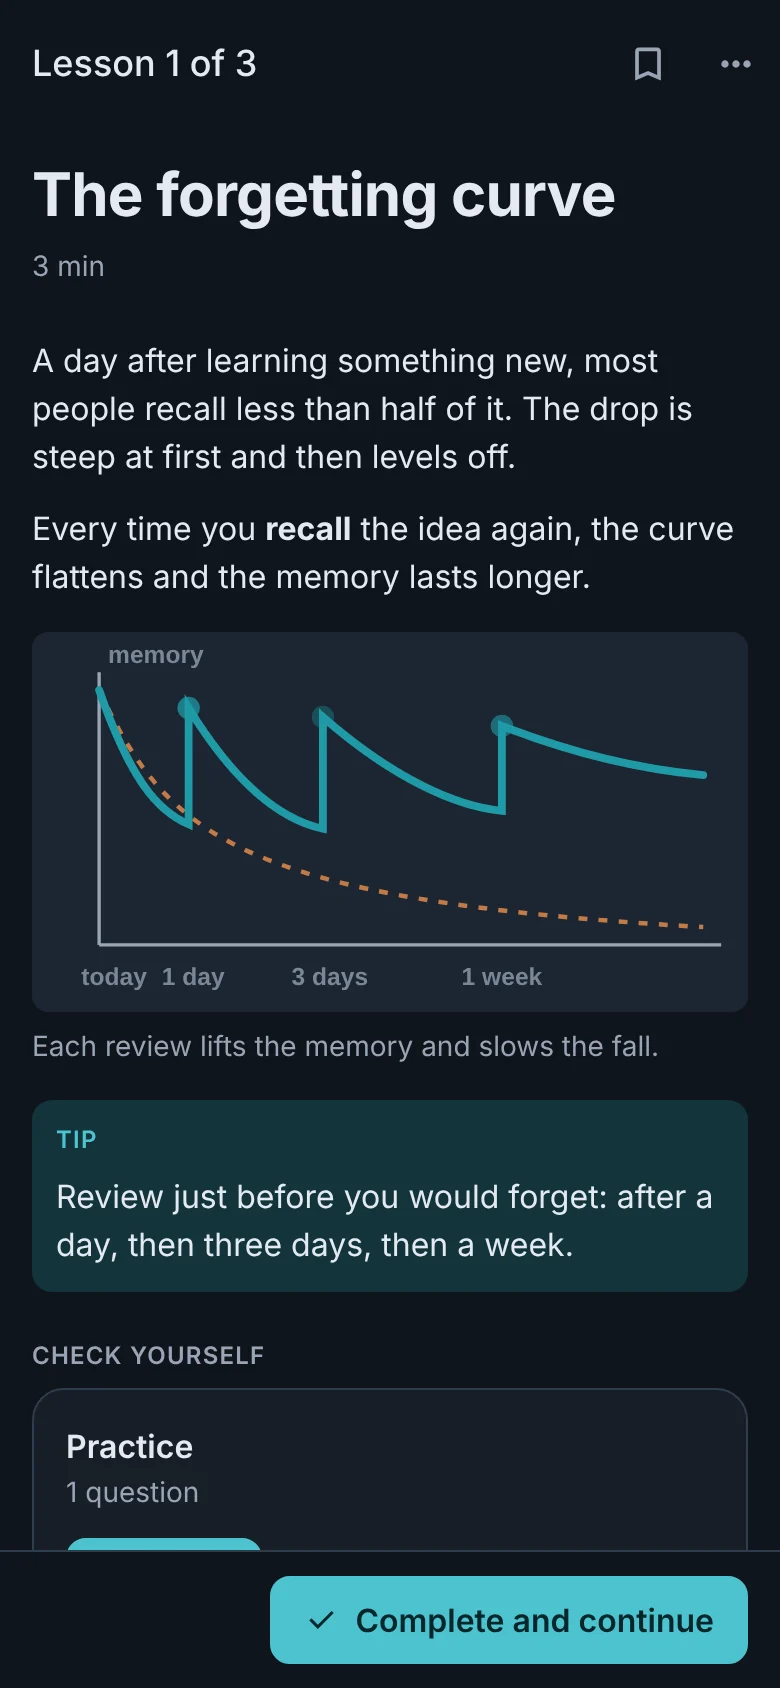 Lesson 1 of 3
The forgetting curve
3 min
A day after learning something new, most
people recall less than half of it. The drop is
steep at first and then levels off.
Every time you recall the idea again, the curve
flattens and the memory lasts longer.
memory
today 1 day 3 days 1 week
Each review lifts the memory and slows the fall.
TIP
Review just before you would forget: after a
day, then three days, then a week.
CHECK YOURSELF
Practice
1 question
Complete and continue